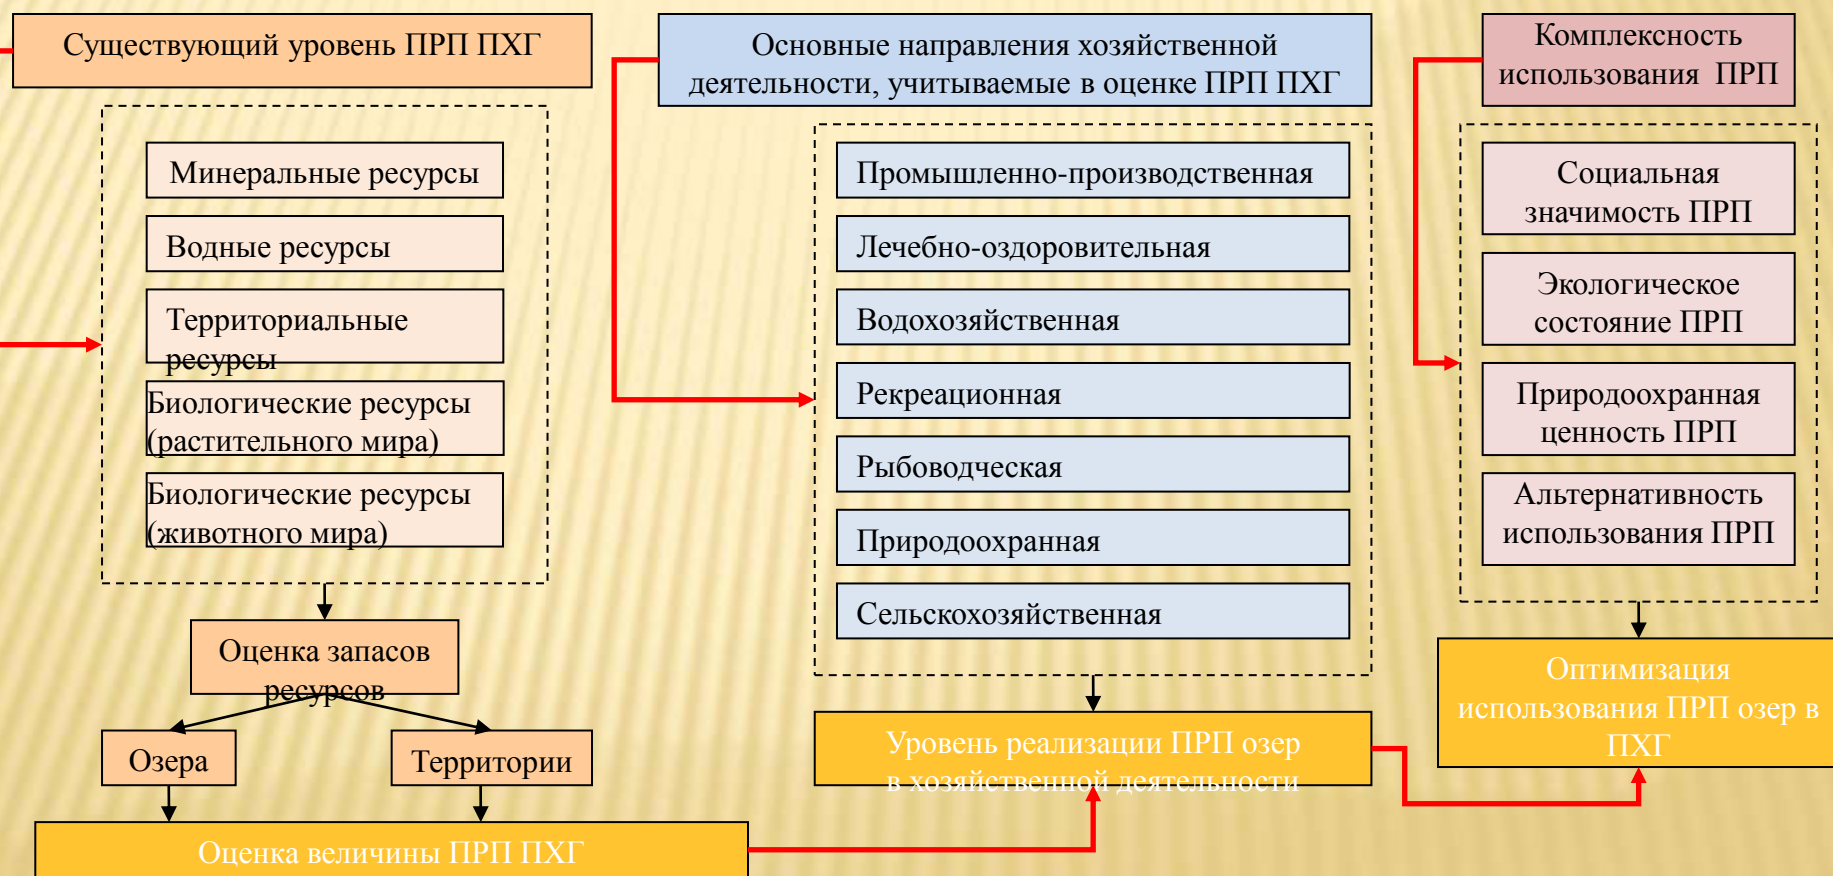 Существующий уровень ПРП ПХГ
Минеральные ресурсы
Водные ресурсы
Территориальные
ресурсы
Биологические ресурсы
(растительного мира)
Биологические ресурсы
(животного мира)
Оценка запасов
ресурсов
Озера
Территории
Оценка величины ПРП ПХГ
Основные направления хозяйственной
деятельности, учитываемые в оценке ПРП ПХГ
Промышленно-производственная
Лечебно-оздоровительная
Водохозяйственная
Рекреационная
Рыбоводческая
Природоохранная
Сельскохозяйственная
Уровень реализации ПРП озер
в хозяйственной деятельности
Комплексность
использования ПРП
Социальная
значимость ПРП
Экологическое
состояние ПРП
Природоохранная
ценность ПРП
Альтернативность
использования ПРП
Оптимизация
использования ПРП озер в
ПХГ